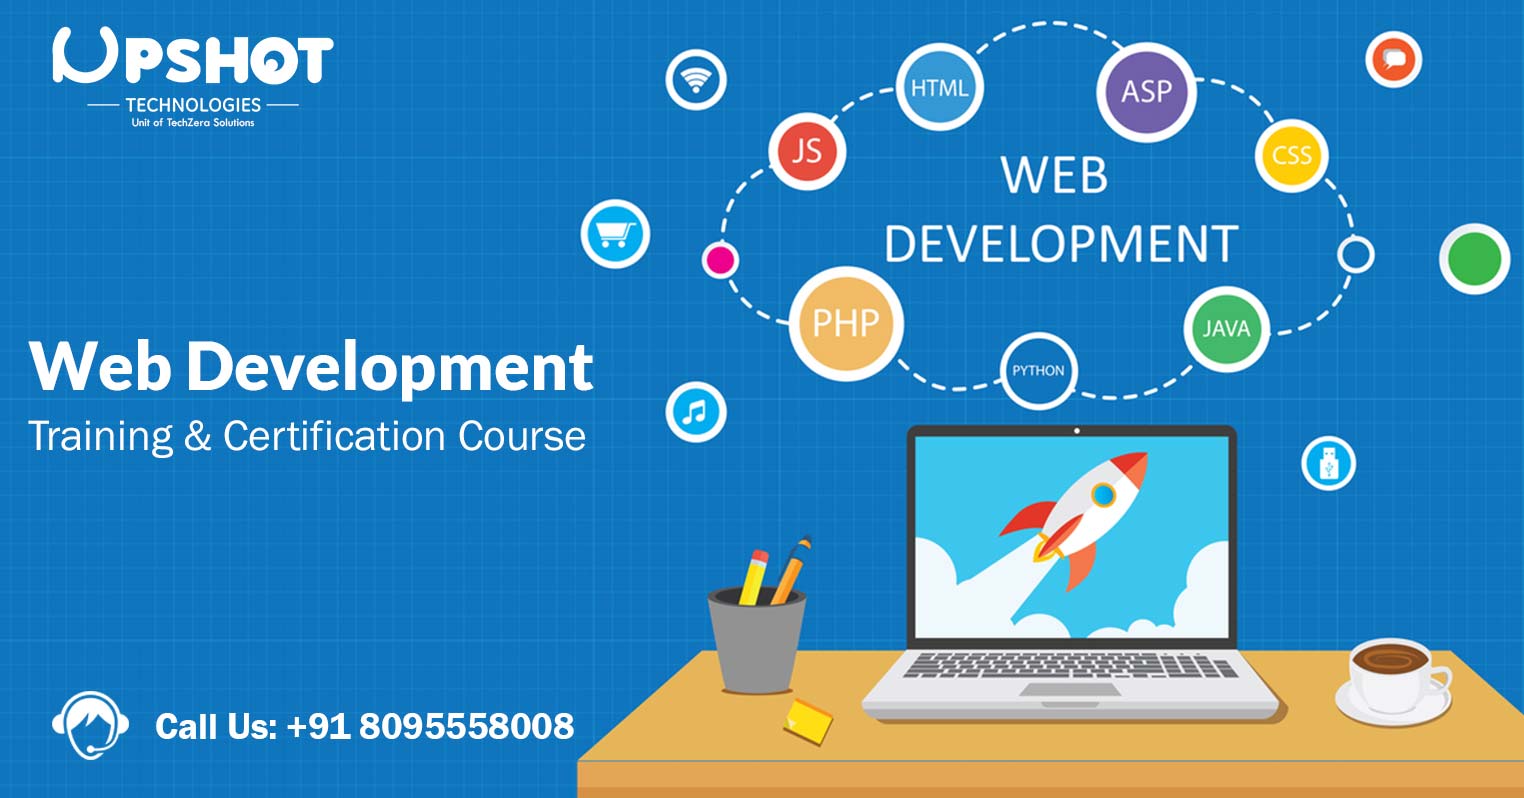 UPSHOT
TECHNOLOGIES
Unit of TechZera Solutions
HTML
ASP
JS
CSS
WEB
DEVELOPMENT
PHP
JAVA
PYTHON
Web Development
Training & Certification Course
Call Us: +91 8095558008